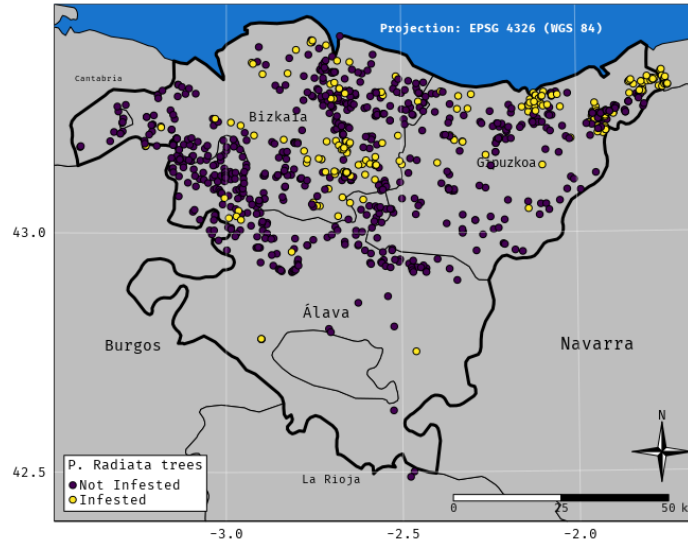 Projection: EPSG 4326 (WGS 84)
Cantabria
Bizkaia
Gipuzkoa
43.0
Álava
Burgos
Navarra
P. Radiata trees
Not Infested
Infested
42.5
La Rioja
N
0 25 50 k
-3.0 -2.5 -2.0